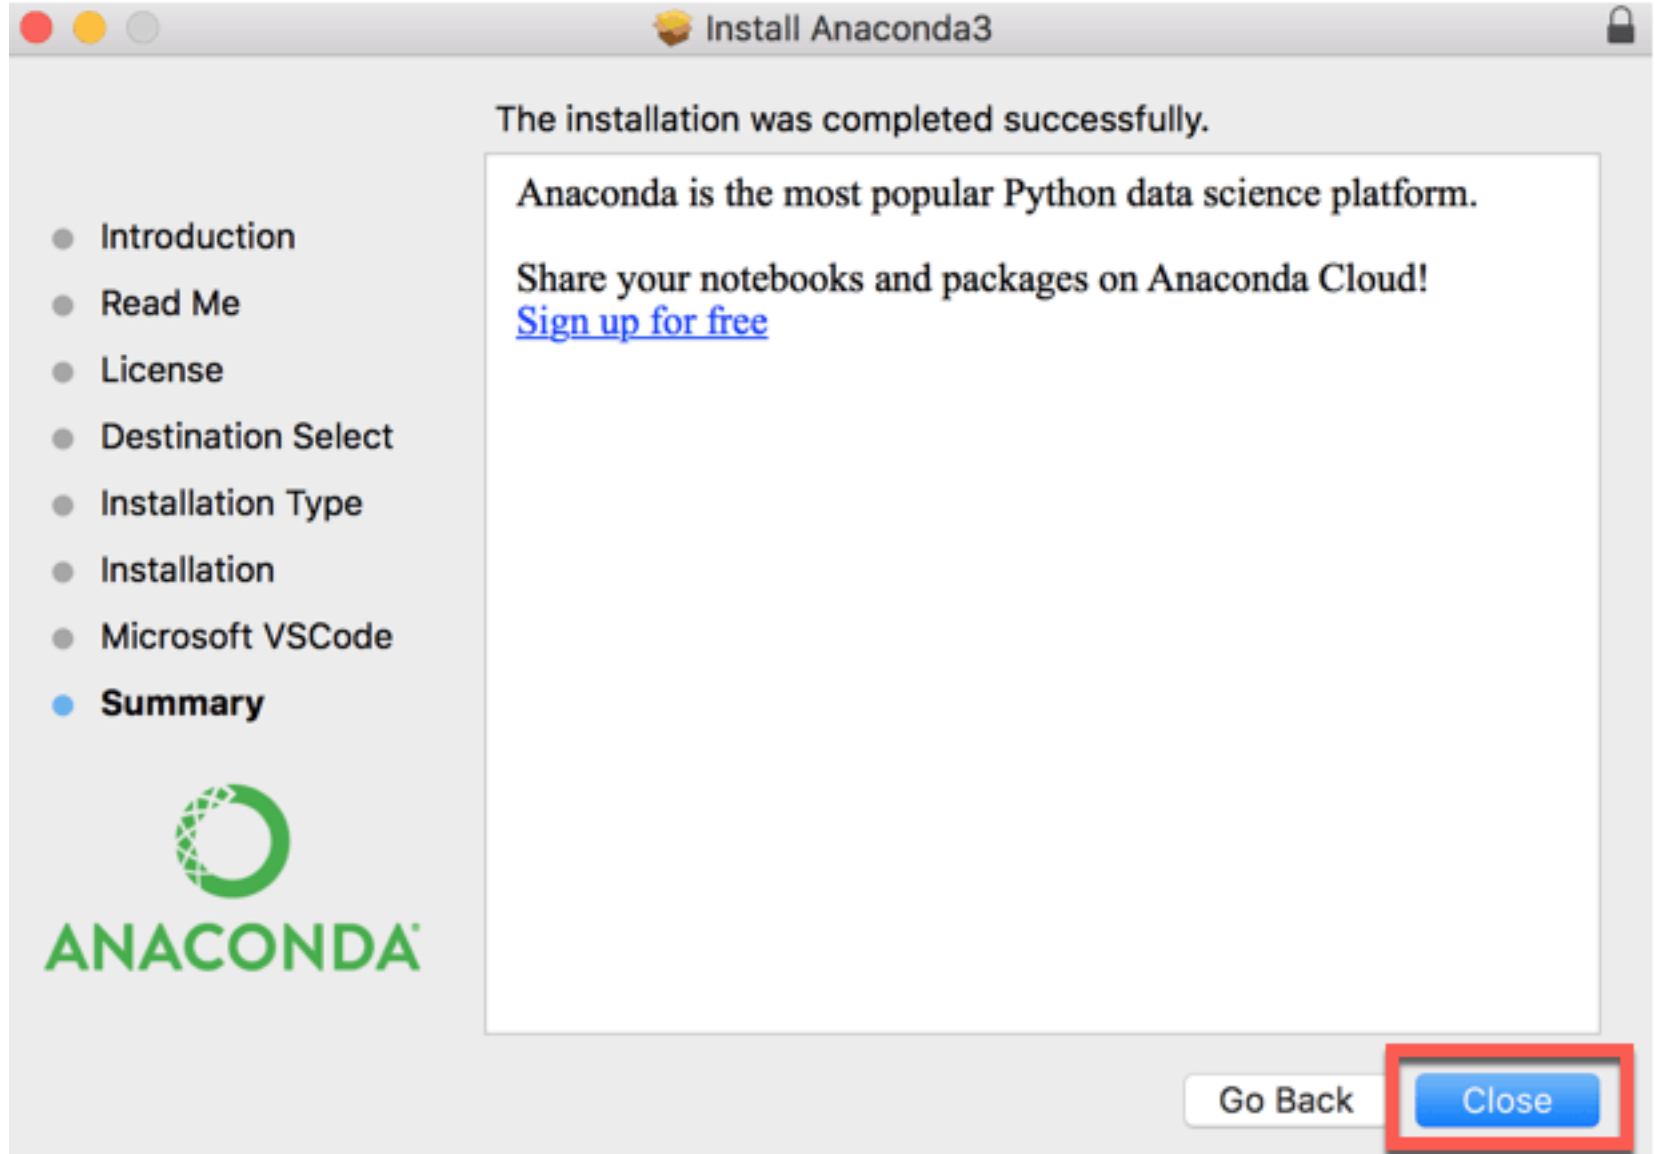 Install Anaconda3
The installation was completed successfully.
Introduction
Read Me
License
Destination Select
Installation Type
Installation
Microsoft VSCode
Summary
ANACONDA
Anaconda is the most popular Python data science platform.
Share your notebooks and packages on Anaconda Cloud!
Sign up for free
Go Back
Close